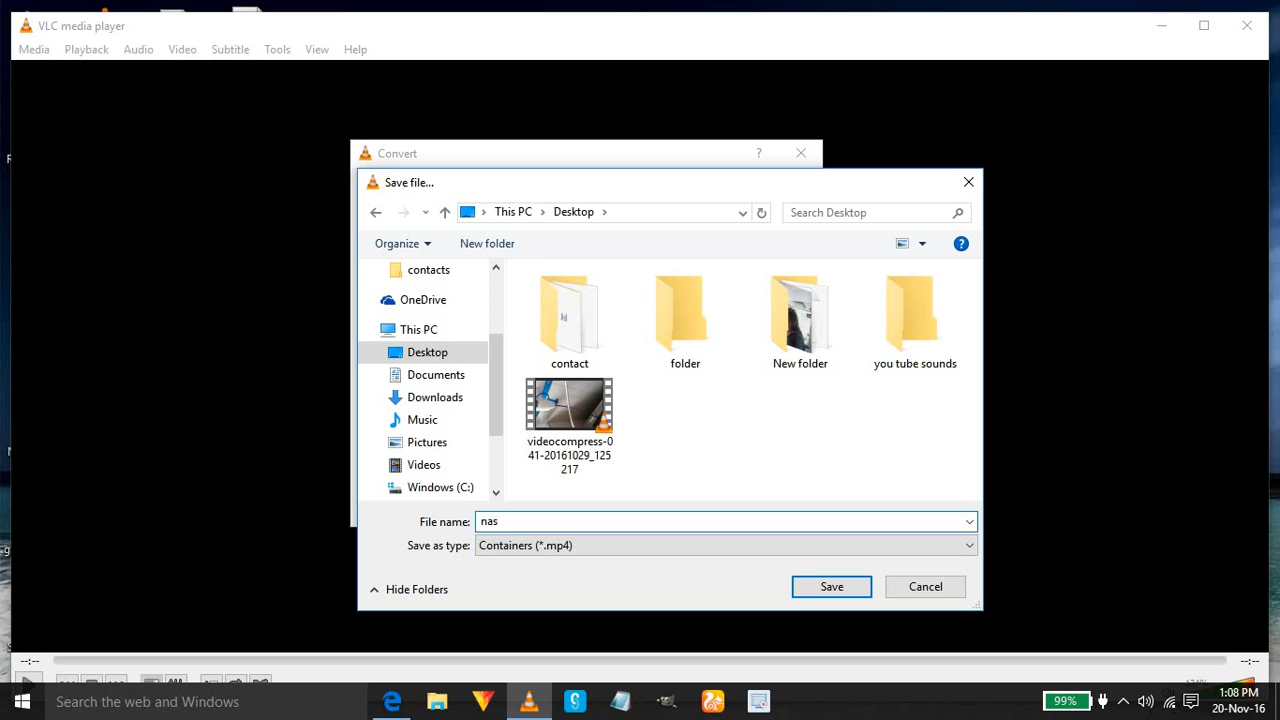 VLC media player
Media Playback Audio Video Subtitle Tools View Help
Convert ?
Save file...
This PC Desktop Search Desktop
Organize New folder ?
contacts
OneDrive
This PC
Desktop
Documents
Downloads
Music
Pictures
Videos
Windows (C:)
contact folder New folder you tube sounds
videocompress-0
41-20161029_125
217
File name: nas
Save as type: Containers (*.mp4)
Hide Folders Save Cancel
--:-- --:--
Search the web and Windows 99% 1:08 PM
20-Nov-16